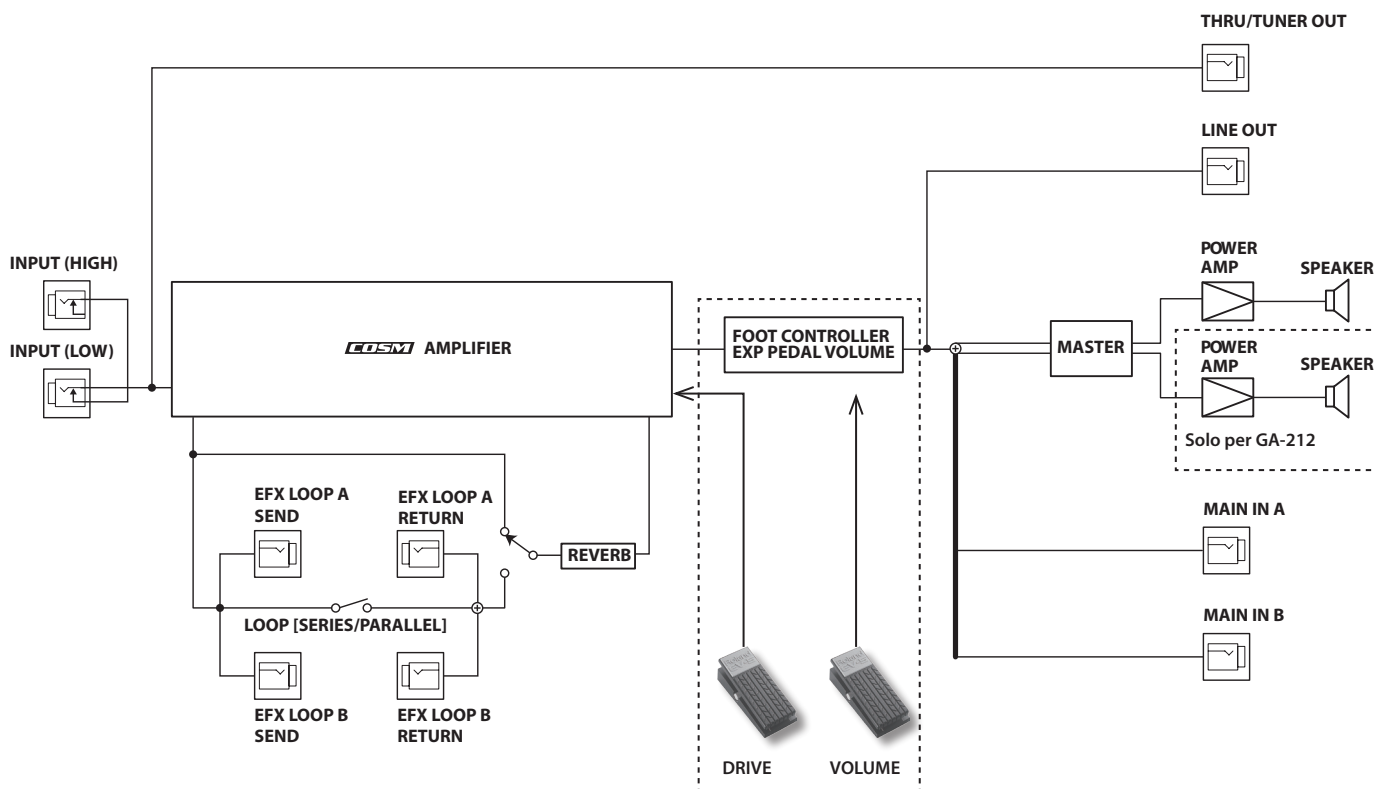 THRU/TUNER OUT
LINE OUT
INPUT (HIGH)
INPUT (LOW)
COSM AMPLIFIER
FOOT CONTROLLER
EXP PEDAL VOLUME
MASTER
POWER
AMP
SPEAKER
POWER
AMP
SPEAKER
Solo per GA-212
EFX LOOP A
SEND
EFX LOOP A
RETURN
REVERB
LOOP [SERIES/PARALLEL]
EFX LOOP B
SEND
EFX LOOP B
RETURN
MAIN IN A
MAIN IN B
DRIVE
VOLUME